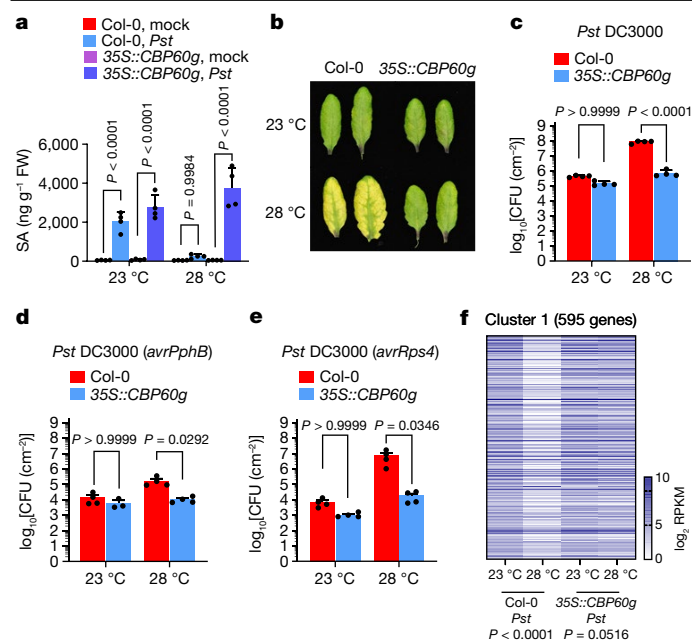 a
Col-0, mock
Col-0, Pst
35S::CBP60g, mock
35S::CBP60g, Pst
P < 0.0001
P < 0.0001
P = 0.9984
P < 0.0001
SA (ng g⁻¹ FW)
6,000
4,000
2,000
0
23 °C
28 °C
b
Col-0
35S::CBP60g
23 °C
28 °C
c
Pst DC3000
Col-0
35S::CBP60g
P > 0.9999
P < 0.0001
log₁₀[CFU (cm⁻²)]
9
8
7
6
5
4
3
2
1
0
23 °C
28 °C
d
Pst DC3000 (avrPphB)
Col-0
35S::CBP60g
P > 0.9999
P = 0.0292
log₁₀[CFU (cm⁻²)]
9
8
7
6
5
4
3
2
1
0
23 °C
28 °C
e
Pst DC3000 (avrRps4)
Col-0
35S::CBP60g
P > 0.9999
P = 0.0346
log₁₀[CFU (cm⁻²)]
9
8
7
6
5
4
3
2
1
0
23 °C
28 °C
f
Cluster 1 (595 genes)
10
5
0
log₂ RPKM
23 °C 28 °C 23 °C 28 °C
Col-0
Pst
P < 0.0001
35S::CBP60g
Pst
P = 0.0516